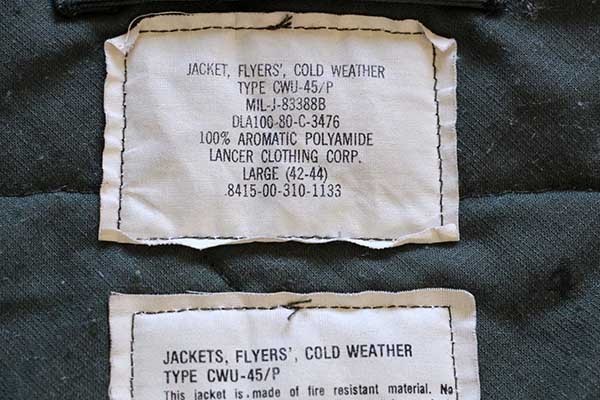 JACKET, FLYERS', COLD WEATHER
TYPE CWU-45/P
MIL-J-83388B
DLA100-80-C-3476
100% AROMATIC POLYAMIDE
LANCER CLOTHING CORP.
LARGE (42-44)
8415-00-310-1133
JACKETS, FLYERS', COLD WEATHER
TYPE CWU-45/P
This jacket is made of fire resistant material. No